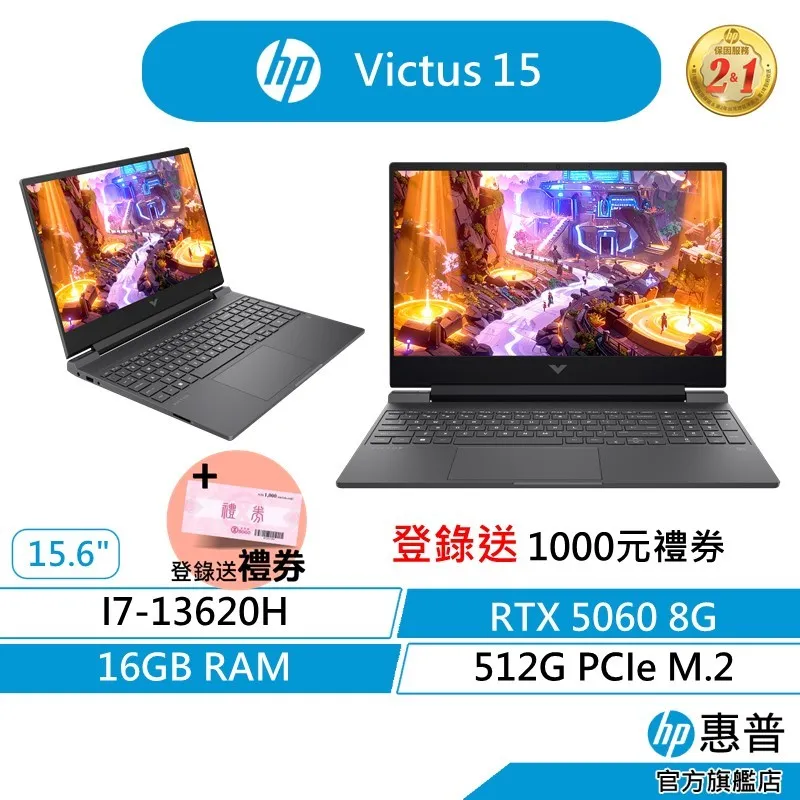 hp
Victus 15
hp
保固服務
2&1
+
禮券
登錄送禮券
登錄送 1000元禮券
15.6"
I7-13620H
RTX 5060 8G
16GB RAM
512G PCIe M.2
hp 惠普
官方旗艦店